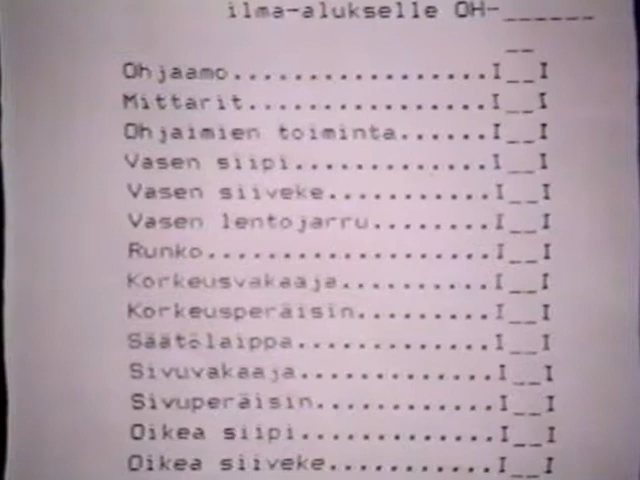 ilma-alukselle OH-______
__
Ohjaamo................I__I
Mittarit...............I__I
Ohjaimien toiminta......I__I
Vasen siipi.............I__I
Vasen siiveke..........I__I
Vasen lentojarru.......I__I
Runko..................I__I
Korkeusvakaaja.........I__I
Korkeusperäisin........I__I
Säätölaippa............I__I
Sivuvakaaja............I__I
Sivuperäisin...........I__I
Oikea siipi............I__I
Oikea siiveke..........I__I